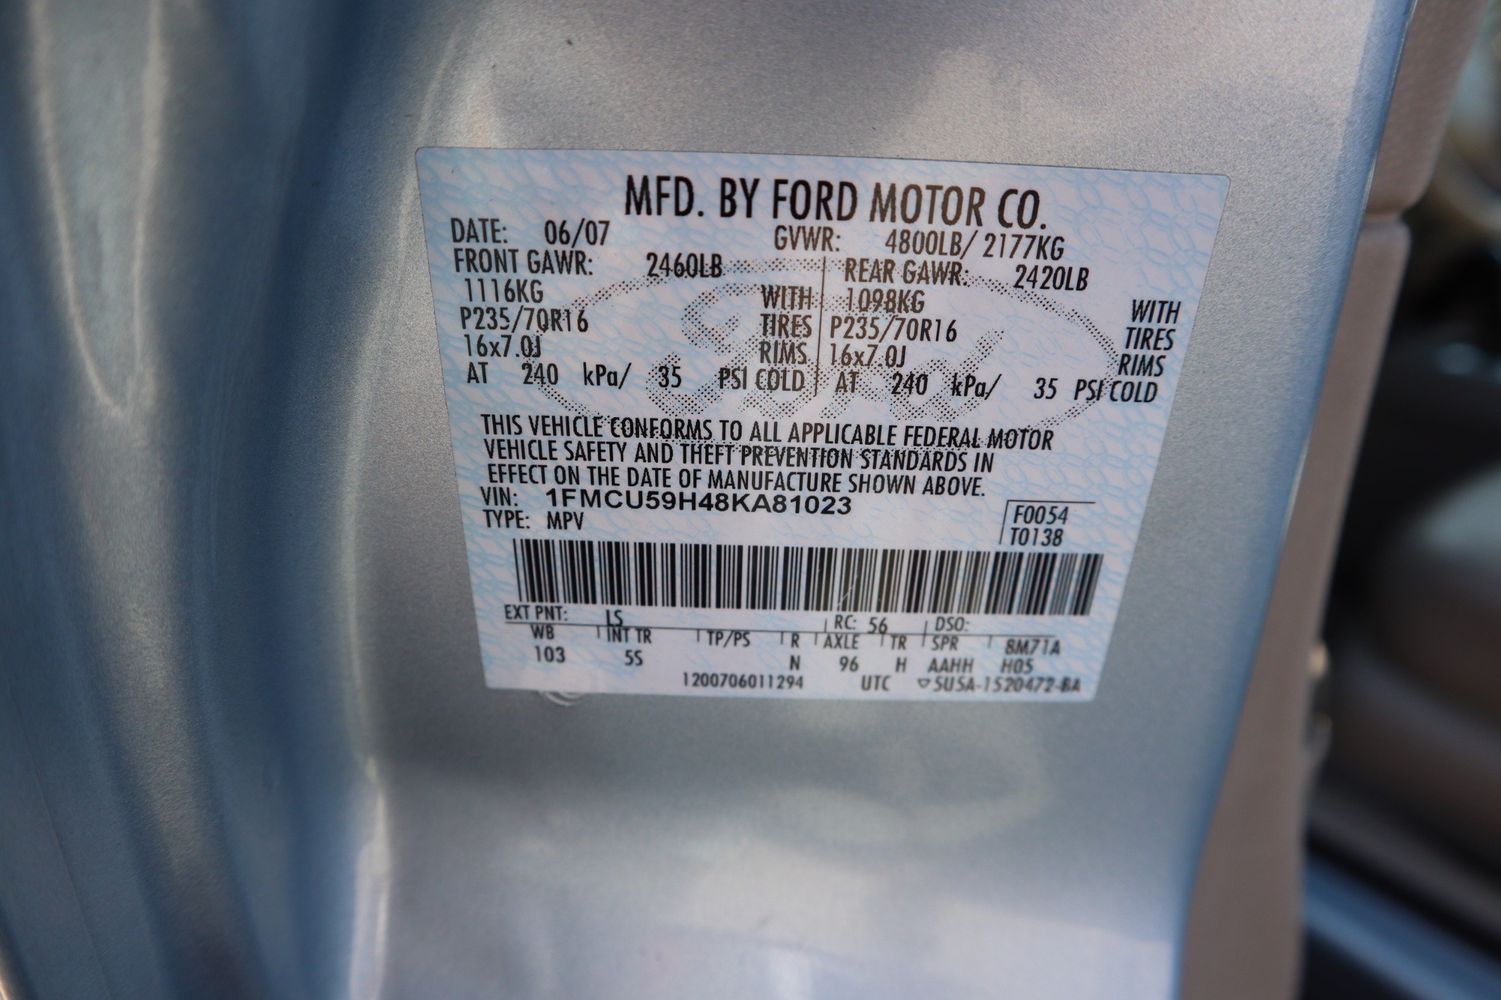 MFD. BY FORD MOTOR CO.
DATE: 06/07 GVWR: 4800LB/ 2177KG
FRONT GAWR: 2460LB REAR GAWR: 2420LB
1116KG WITH 1098KG WITH
P235/70R16 TIRES P235/70R16 TIRES
16x7.0J RIMS 16x7.0J RIMS
AT 240 kPa/ 35 PSI COLD AT 240 kPa/ 35 PSI COLD
Ford
THIS VEHICLE CONFORMS TO ALL APPLICABLE FEDERAL MOTOR
VEHICLE SAFETY AND THEFT PREVENTION STANDARDS IN
EFFECT ON THE DATE OF MANUFACTURE SHOWN ABOVE.
VIN: 1FMCU59H48KA81023
TYPE: MPV
F0054
T0138
EXT PNT: LS RC: 56 DSO:
WB INT TR TP/PS R AXLE TR SPR 8M71A
103 5S N 96 H AAHH H05
1200706011294 UTC ▽5U5A-1520472-BA